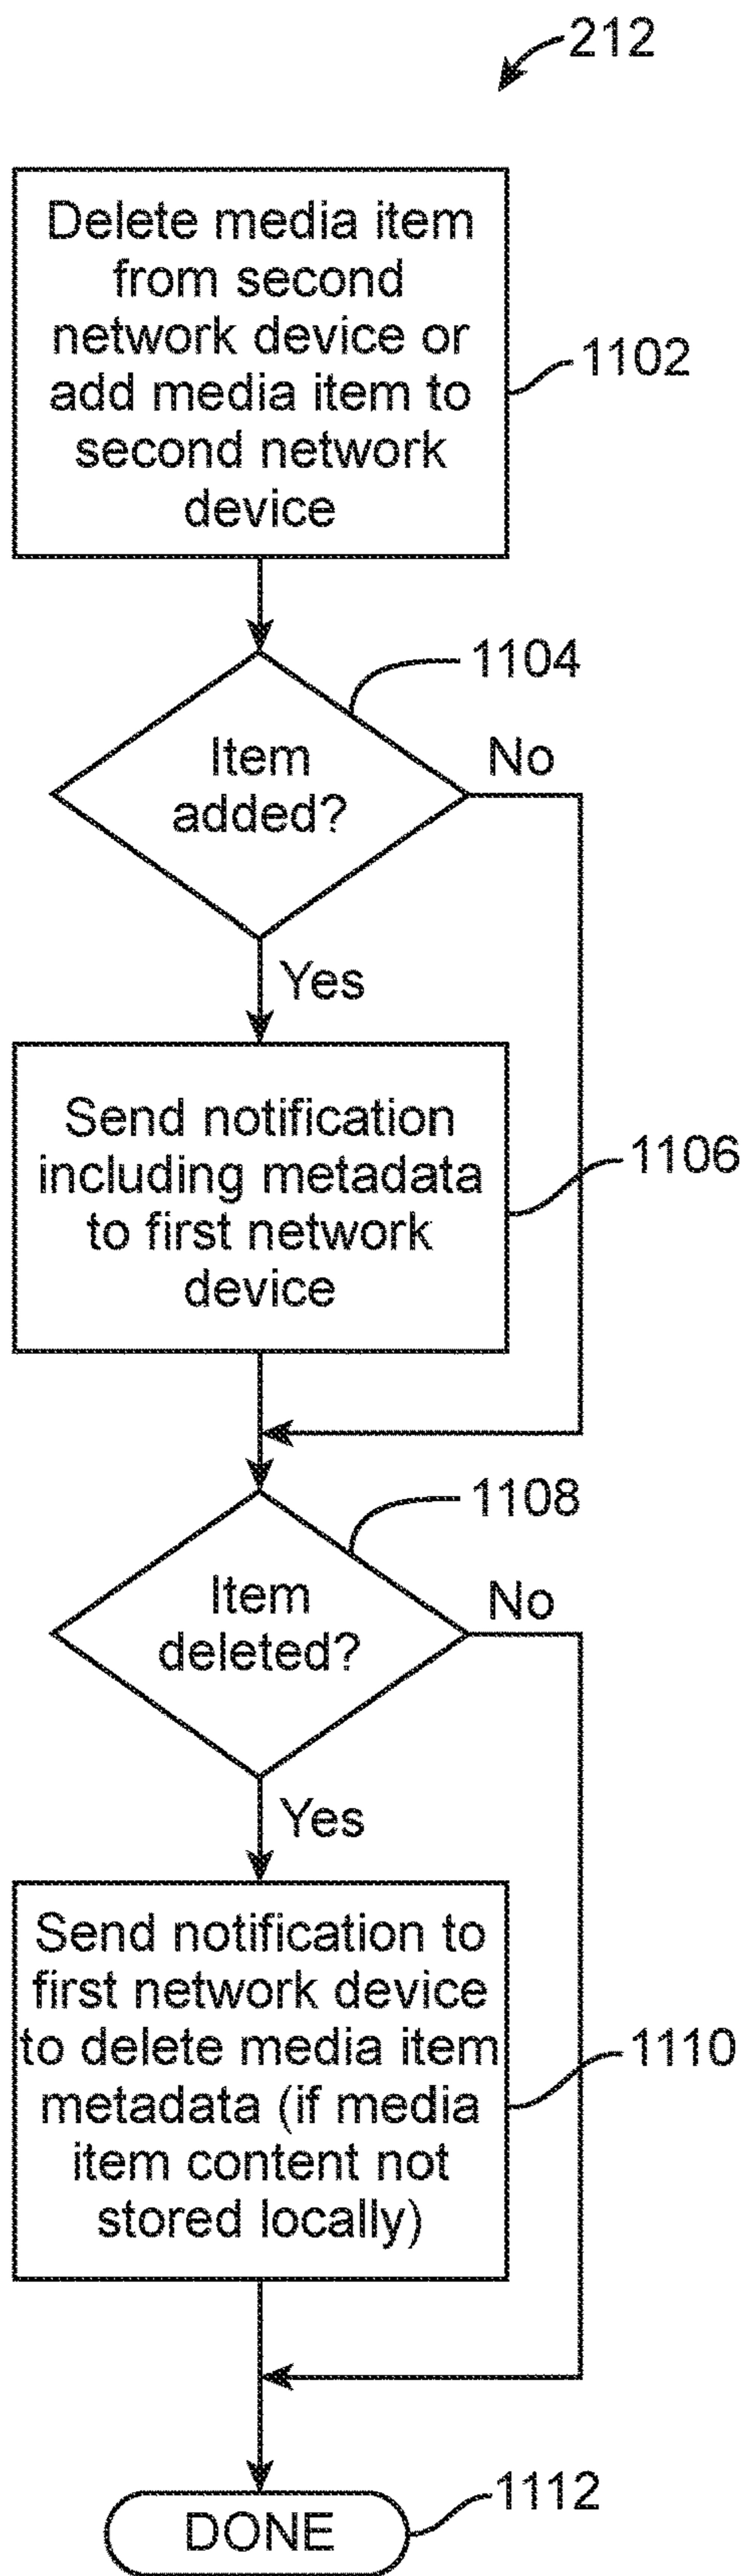 212
Delete media item
from second
network device or
add media item to
second network
device
1102
1104
Item
added?
No
Yes
Send notification
including metadata
to first network
device
1106
1108
Item
deleted?
No
Yes
Send notification to
first network device
to delete media item
metadata (if media
item content not
stored locally)
1110
DONE
1112